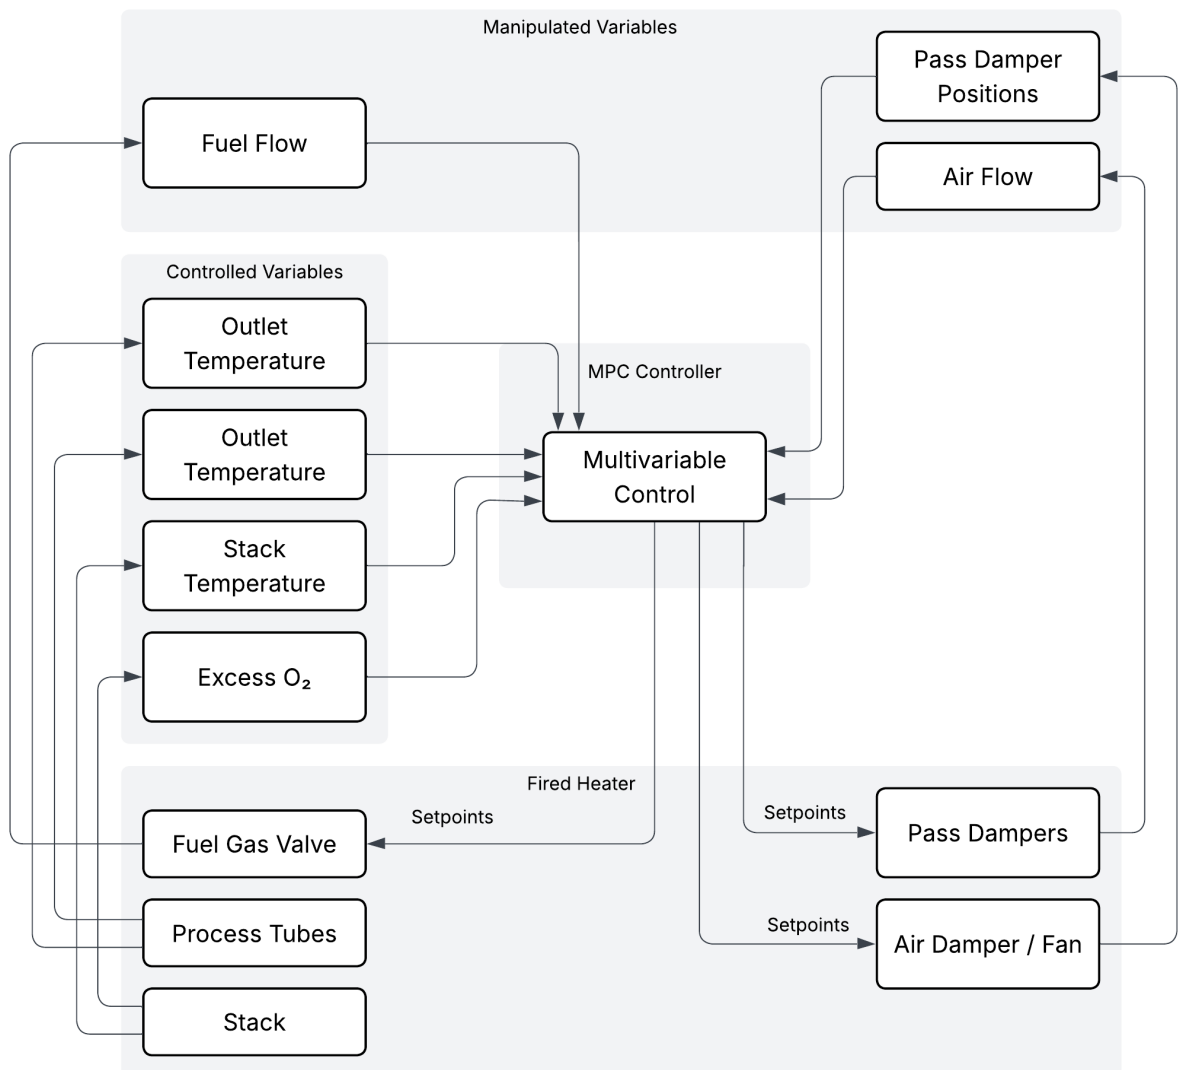 Manipulated Variables
Pass Damper
Positions
Fuel Flow
Air Flow
Controlled Variables
Outlet
Temperature
MPC Controller
Outlet
Temperature
Multivariable
Control
Stack
Temperature
Excess O₂
Fired Heater
Setpoints
Setpoints
Fuel Gas Valve
Pass Dampers
Process Tubes
Setpoints
Air Damper / Fan
Stack